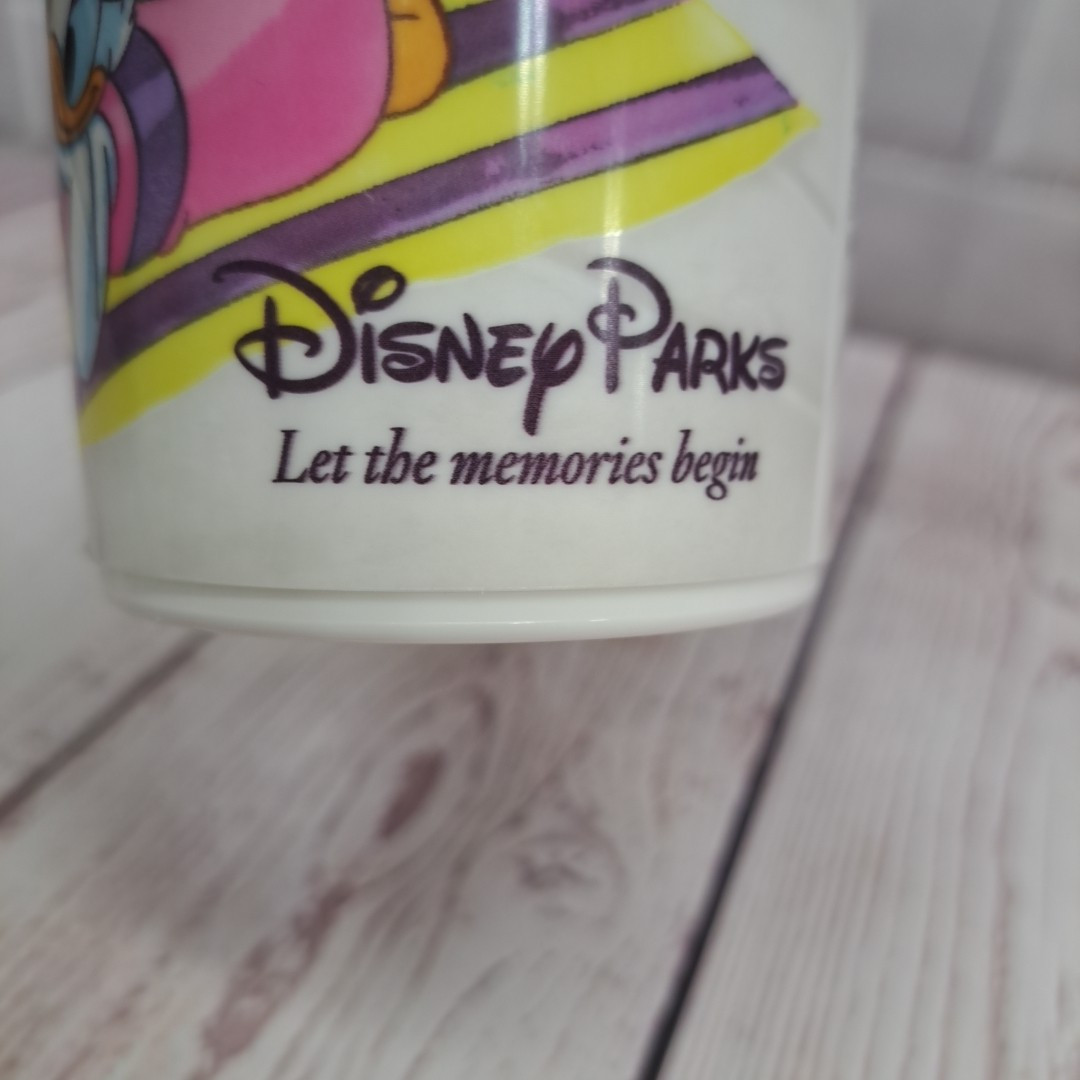 Disney Parks
Let the memories begin